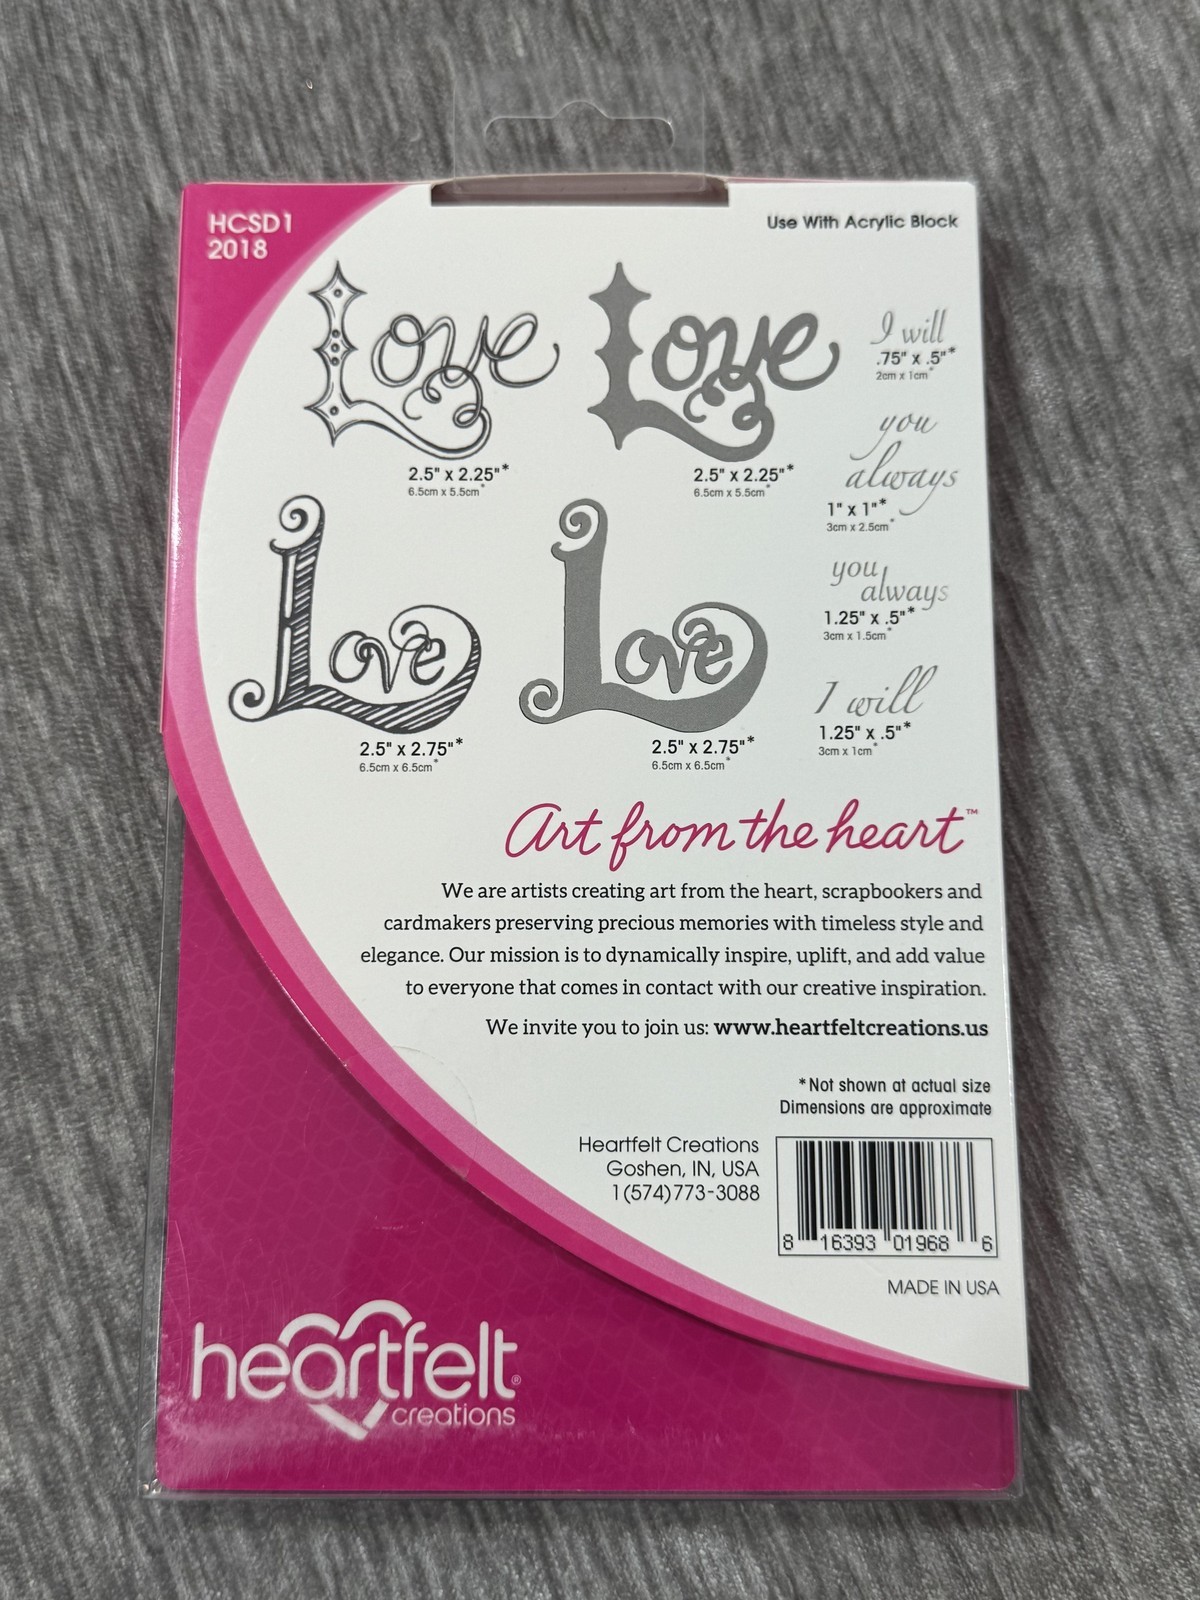 HCSD1
2018
Use With Acrylic Block
Love
2.5" x 2.25"*
6.5cm x 5.5cm*
Love
2.5" x 2.25"*
6.5cm x 5.5cm*
I will
.75" x .5"*
2cm x 1cm*
you
always
1" x 1"*
3cm x 2.5cm*
Love
2.5" x 2.75"*
6.5cm x 6.5cm*
Love
2.5" x 2.75"*
6.5cm x 6.5cm*
you
always
1.25" x .5"*
3cm x 1.5cm*
I will
1.25" x .5"*
3cm x 1cm*
Art from the heart™
We are artists creating art from the heart, scrapbookers and
cardmakers preserving precious memories with timeless style and
elegance. Our mission is to dynamically inspire, uplift, and add value
to everyone that comes in contact with our creative inspiration.
We invite you to join us: www.heartfeltcreations.us
*Not shown at actual size
Dimensions are approximate
Heartfelt Creations
Goshen, IN, USA
1(574)773-3088
8 16393 01968 6
MADE IN USA
heartfelt®
creations